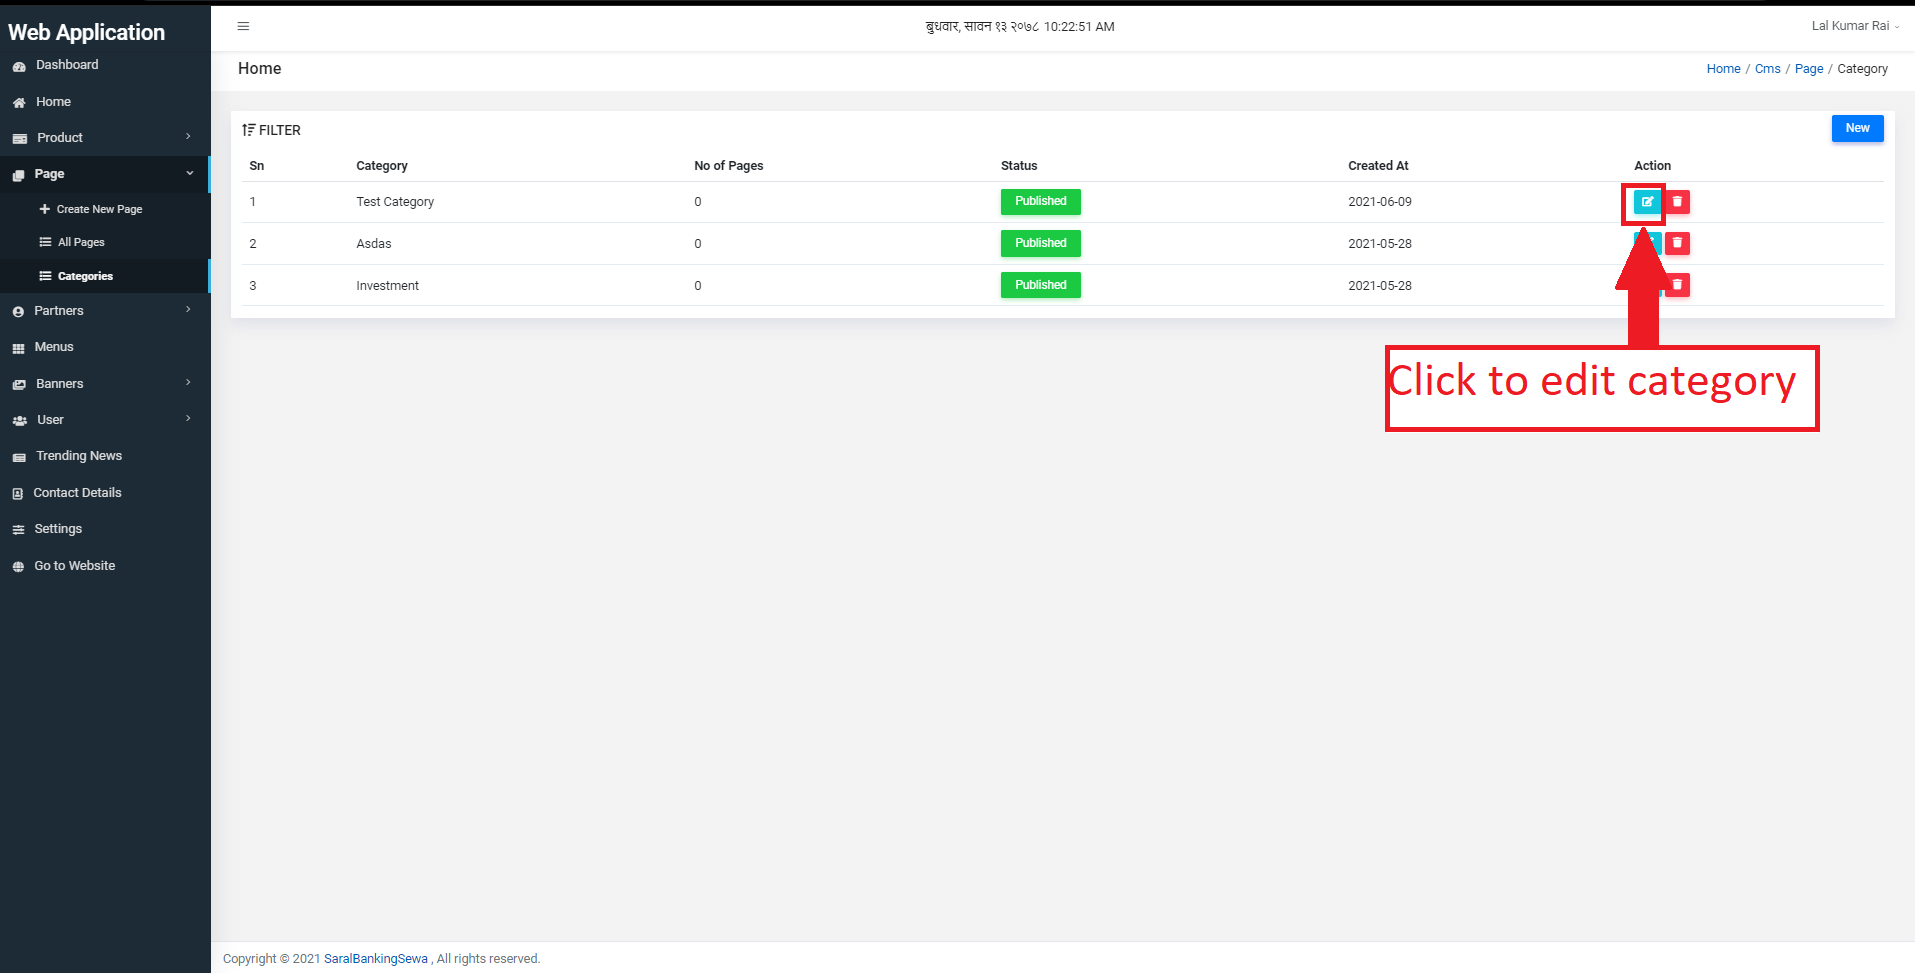 Web Application
बुधवार, सावन १३ २०७८ 10:22:51 AM
Lal Kumar Rai
Dashboard
Home
Product
Page
Create New Page
All Pages
Categories
Partners
Menus
Banners
User
Trending News
Contact Details
Settings
Go to Website
Home
Home / Cms / Page / Category
FILTER
New
Sn Category No of Pages Status Created At Action
1 Test Category 0 Published 2021-06-09
2 Asdas 0 Published 2021-05-28
3 Investment 0 Published 2021-05-28
Click to edit category
Copyright © 2021 SaralBankingSewa , All rights reserved.